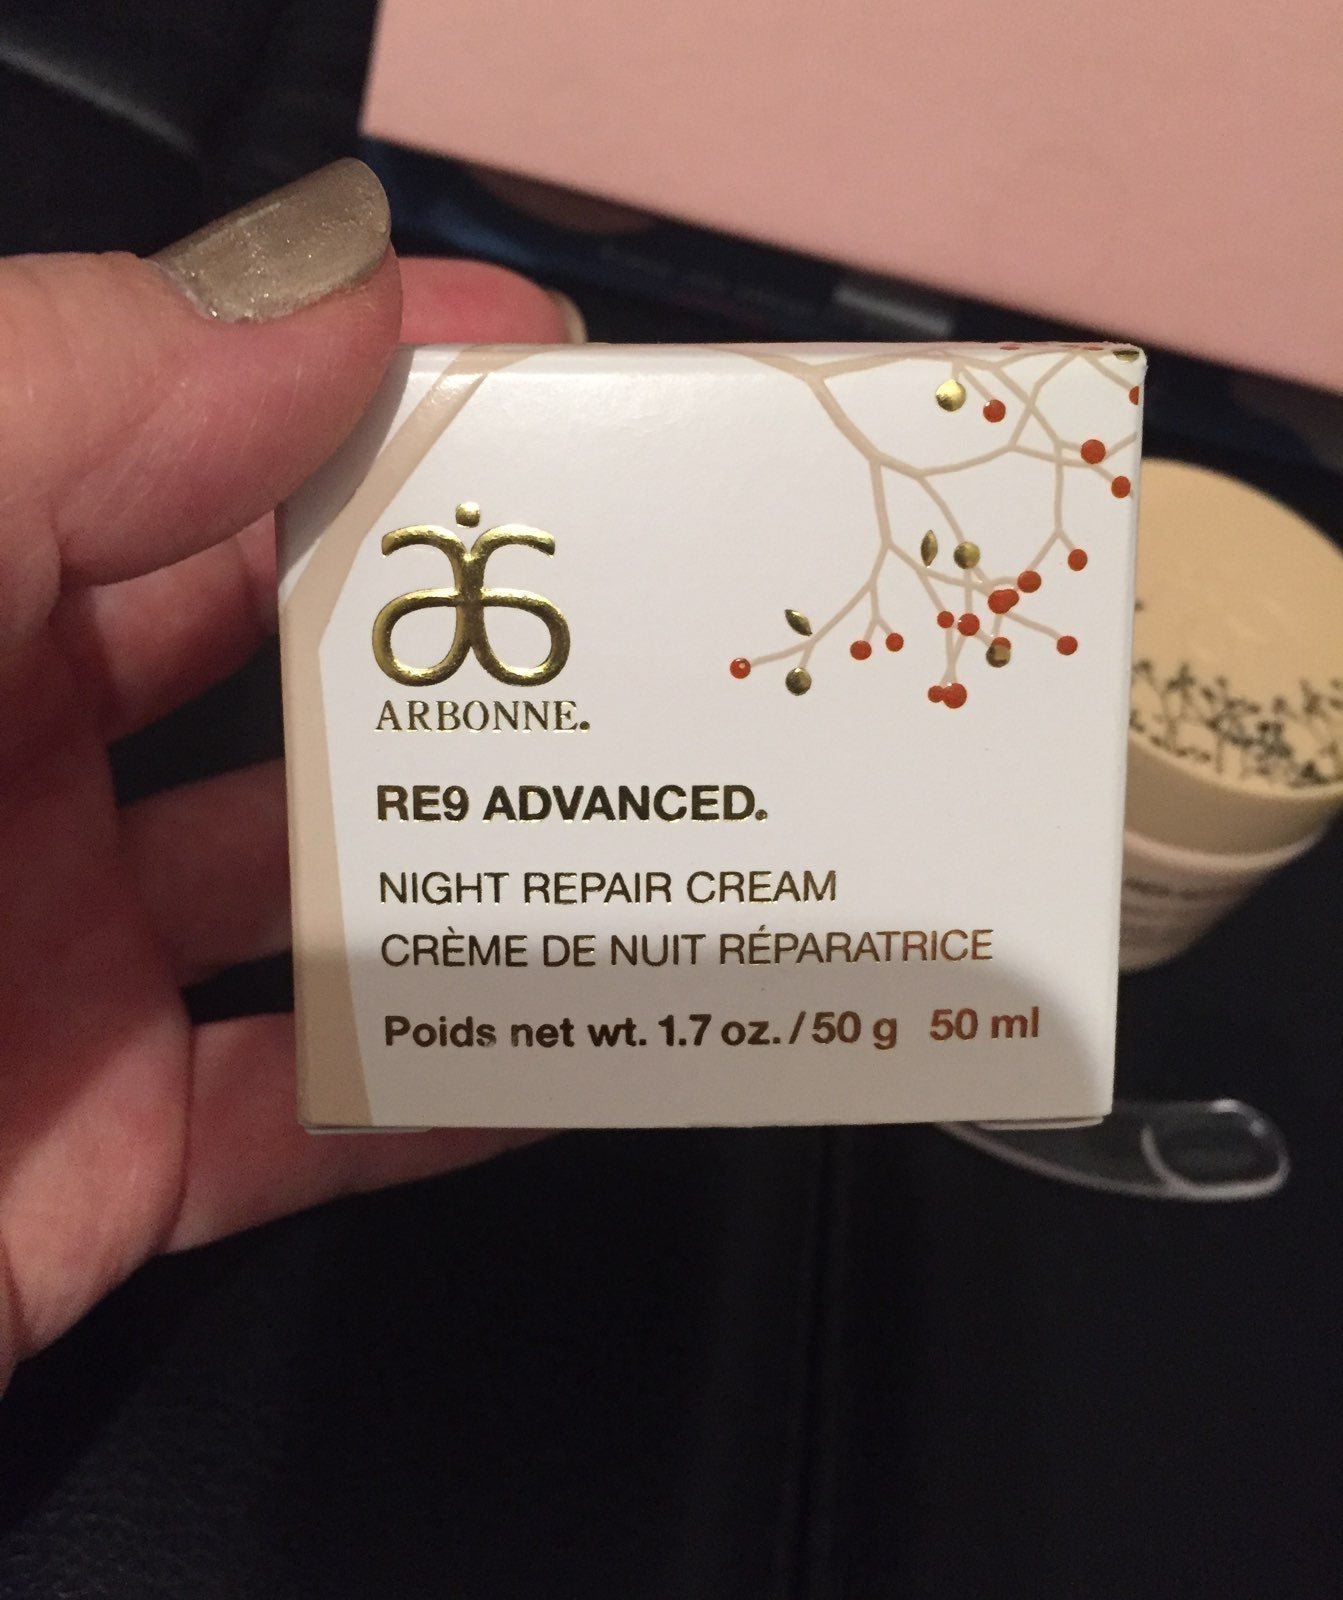 ARBONNE.
RE9 ADVANCED.
NIGHT REPAIR CREAM
CRÈME DE NUIT RÉPARATRICE
Poids net wt. 1.7 oz. / 50 g 50 ml